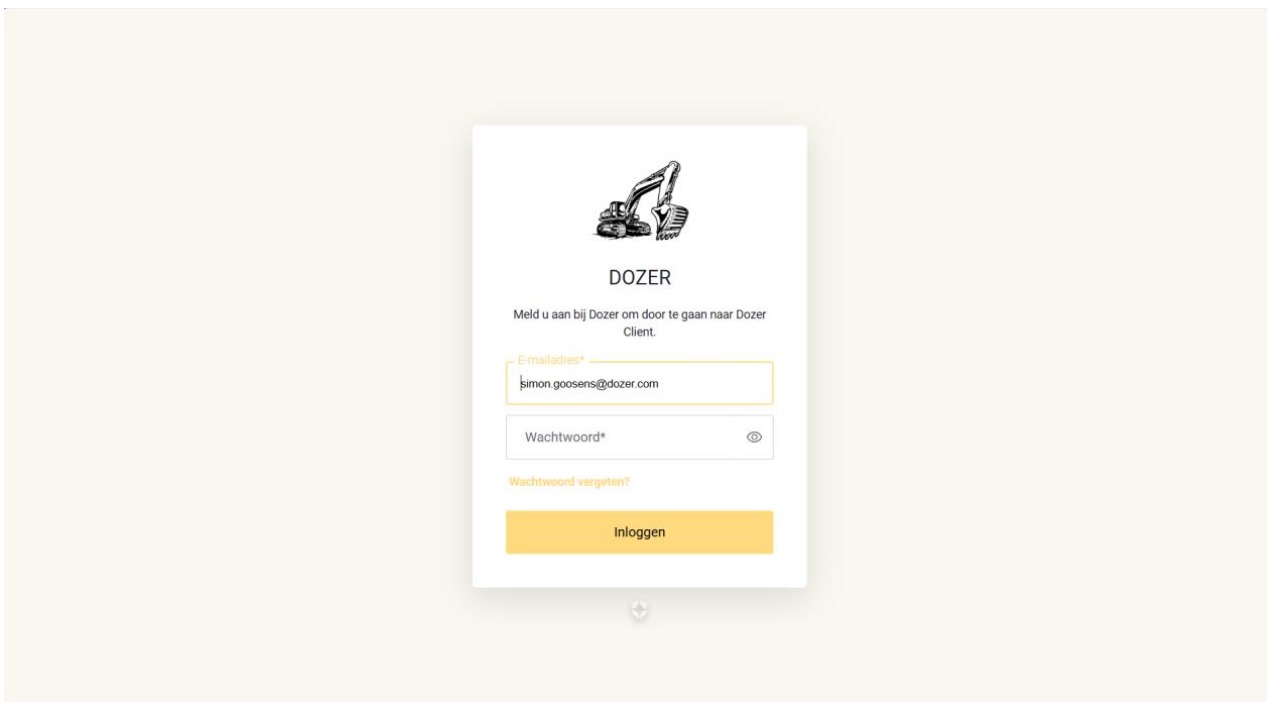 DOZER
Meld u aan bij Dozer om door te gaan naar Dozer
Client.
E-mailadres*
simon.goosens@dozer.com
Wachtwoord*
Wachtwoord vergeten?
Inloggen